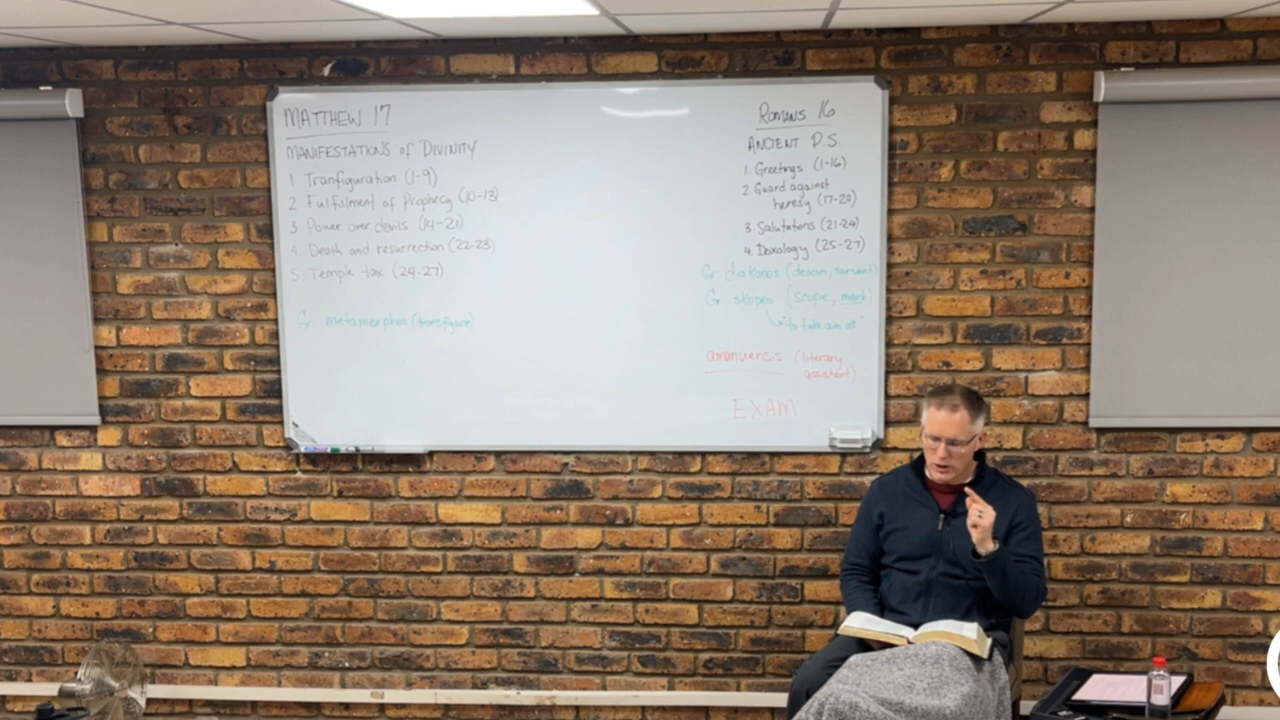 MATTHEW 17
MANIFESTATIONS of DIVINITY
1 Tranfiguration (1-9)
2 Fulfilment of Prophecy (10-13)
3 Power over devils (14-21)
4 Death and resurrection (22-23)
5 Temple tax (24-27)
Gr metamorphoo (transfigure)
ROMANS 16
ANCIENT P.S.
1. Greetings (1-16)
2 Guard against
heresy (17-20)
3. Salutations (21-24)
4. Doxology (25-27)
Gr diakonos (deacon, servant)
Gr skopeo (scope, mark)
"to take aim at"
amanuensis (literary
assistant)
EXAM